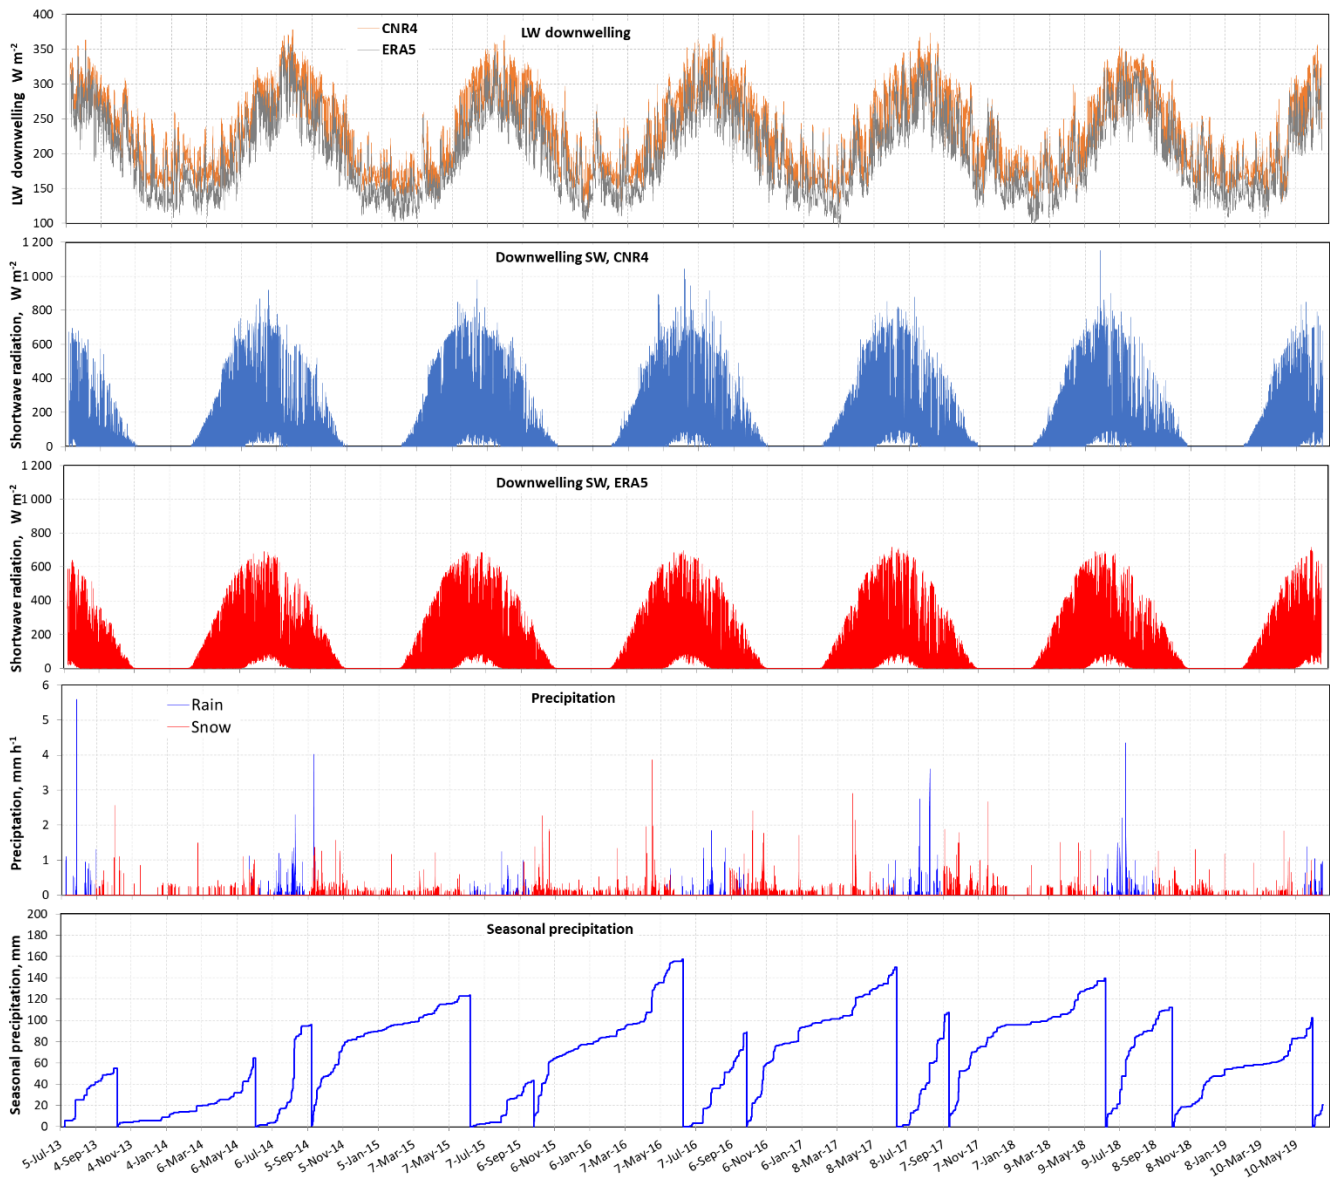 LW downwelling
CNR4
ERA5
LW downwelling W m-2
400
350
300
250
200
150
100
Downwelling SW, CNR4
Shortwave radiation, W m-2
1 200
1 000
800
600
400
200
0
Downwelling SW, ERA5
Shortwave radiation, W m-2
1 200
1 000
800
600
400
200
0
Precipitation
Rain
Snow
Preciptation, mm h-1
6
5
4
3
2
1
0
Seasonal precipitation
Seasonal precipitation, mm
200
180
160
140
120
100
80
60
40
20
0
5-Jul-13
4-Sep-13
4-Nov-13
4-Jan-14
6-Mar-14
6-May-14
6-Jul-14
5-Sep-14
5-Nov-14
5-Jan-15
7-Mar-15
7-May-15
7-Jul-15
6-Sep-15
6-Nov-15
6-Jan-16
7-Mar-16
7-May-16
7-Jul-16
6-Sep-16
6-Nov-16
6-Jan-17
8-Mar-17
8-May-17
8-Jul-17
7-Sep-17
7-Nov-17
7-Jan-18
9-Mar-18
9-May-18
9-Jul-18
8-Sep-18
8-Nov-18
8-Jan-19
10-Mar-19
10-May-19